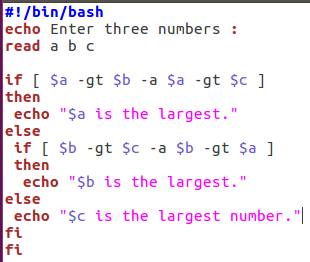 #!/bin/bash
echo Enter three numbers :
read a b c

if [ $a -gt $b -a $a -gt $c ]
then
 echo "$a is the largest."
else
 if [ $b -gt $c -a $b -gt $a ]
 then
  echo "$b is the largest."
else
 echo "$c is the largest number."
fi
fi